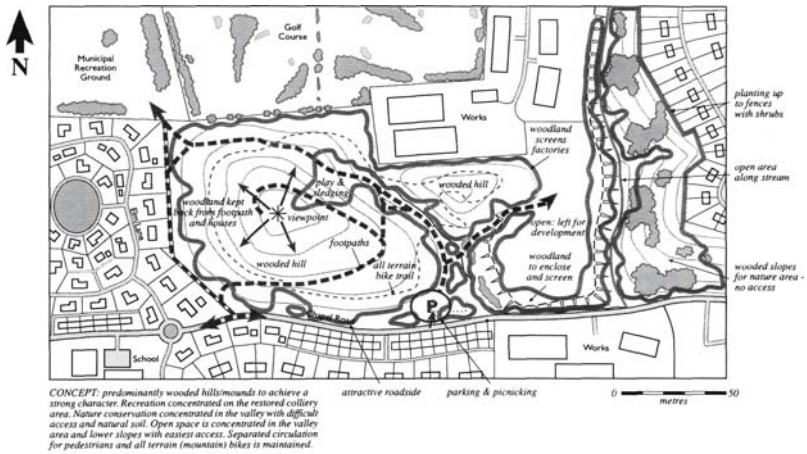 N
Municipal
Recreation
Ground
Golf
Course
Works
woodland
screens
factories
planting up
to fences
with shrubs
open area
along stream
wooded hill
play &
sledging
woodland kept
back from footpath
and houses
viewpoint
footpaths
wooded hill
all terrain
bike trail
open: left for
development
woodland
to enclose
and screen
wooded slopes
for nature area -
no access
Elm Lane
P
Chapel Road
School
Works
attractive roadside
parking & picnicking
0 50
metres
CONCEPT: predominantly wooded hills/mounds to achieve a
strong character. Recreation concentrated on the restored colliery
area. Nature conservation concentrated in the valley with difficult
access and natural soil. Open space is concentrated in the valley
area and lower slopes with easiest access. Separated circulation
for pedestrians and all terrain (mountain) bikes is maintained.